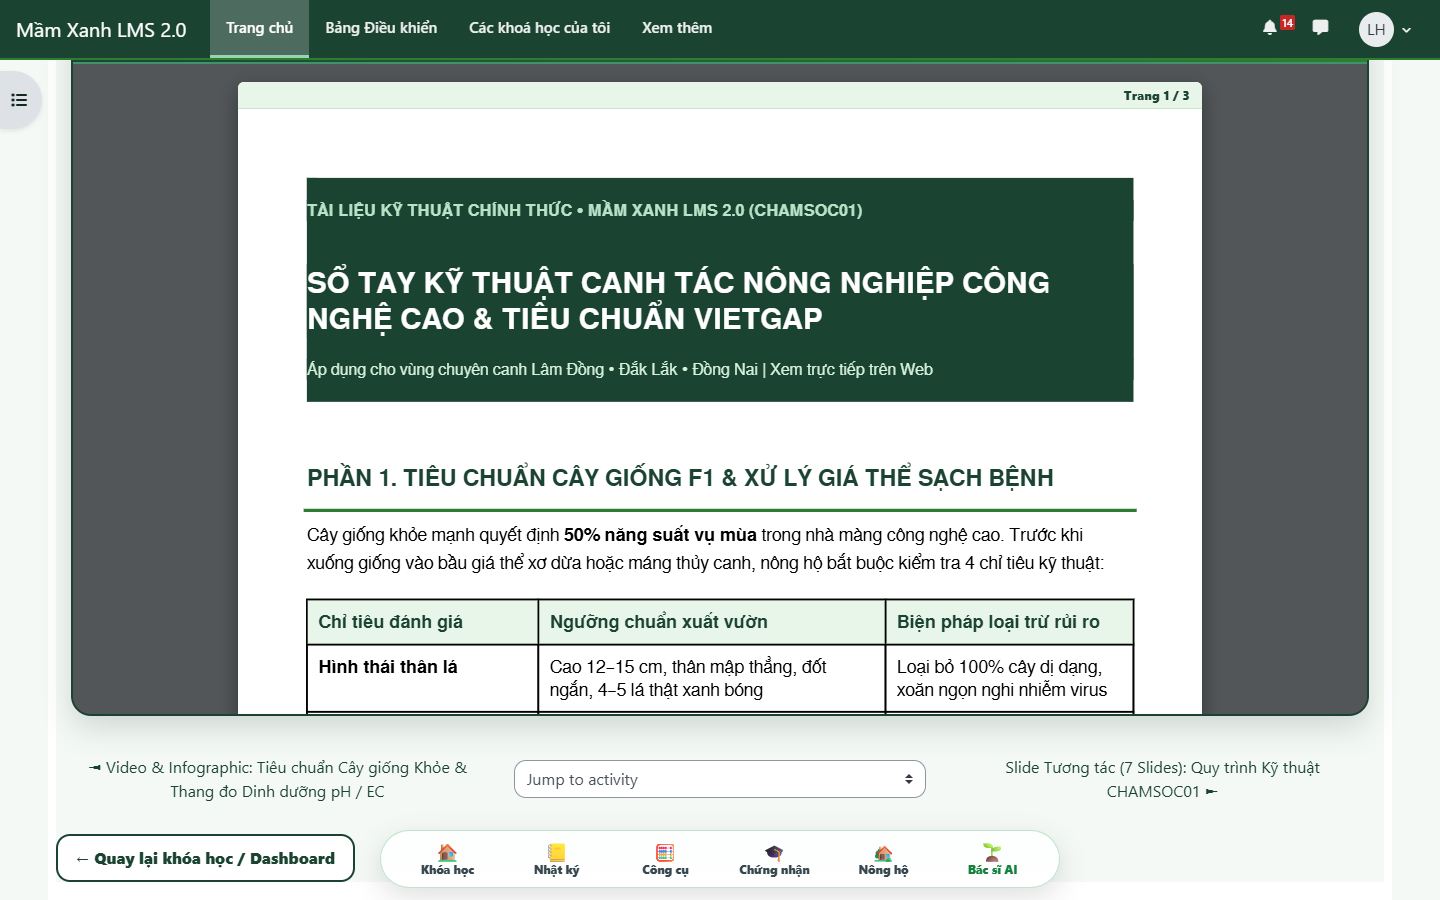 Mầm Xanh LMS 2.0
Trang chủ
Bảng Điều khiển
Các khoá học của tôi
Xem thêm
14
LH
Trang 1 / 3
TÀI LIỆU KỸ THUẬT CHÍNH THỨC • MẦM XANH LMS 2.0 (CHAMSOC01)
SỔ TAY KỸ THUẬT CANH TÁC NÔNG NGHIỆP CÔNG
NGHỆ CAO & TIÊU CHUẨN VIETGAP
Áp dụng cho vùng chuyên canh Lâm Đồng • Đắk Lắk • Đồng Nai | Xem trực tiếp trên Web
PHẦN 1. TIÊU CHUẨN CÂY GIỐNG F1 & XỬ LÝ GIÁ THỂ SẠCH BỆNH
Cây giống khỏe mạnh quyết định 50% năng suất vụ mùa trong nhà màng công nghệ cao. Trước khi
xuống giống vào bầu giá thể xơ dừa hoặc máng thủy canh, nông hộ bắt buộc kiểm tra 4 chỉ tiêu kỹ thuật:
Chỉ tiêu đánh giá
Ngưỡng chuẩn xuất vườn
Biện pháp loại trừ rủi ro
Hình thái thân lá
Cao 12–15 cm, thân mập thẳng, đốt
ngắn, 4–5 lá thật xanh bóng
Loại bỏ 100% cây dị dạng,
xoăn ngọn nghi nhiễm virus
◄ Video & Infographic: Tiêu chuẩn Cây giống Khỏe &
Thang đo Dinh dưỡng pH / EC
Jump to activity
Slide Tương tác (7 Slides): Quy trình Kỹ thuật
CHAMSOC01 ►
← Quay lại khóa học / Dashboard
Khóa học
Nhật ký
Công cụ
Chứng nhận
Nông hộ
Bác sĩ AI